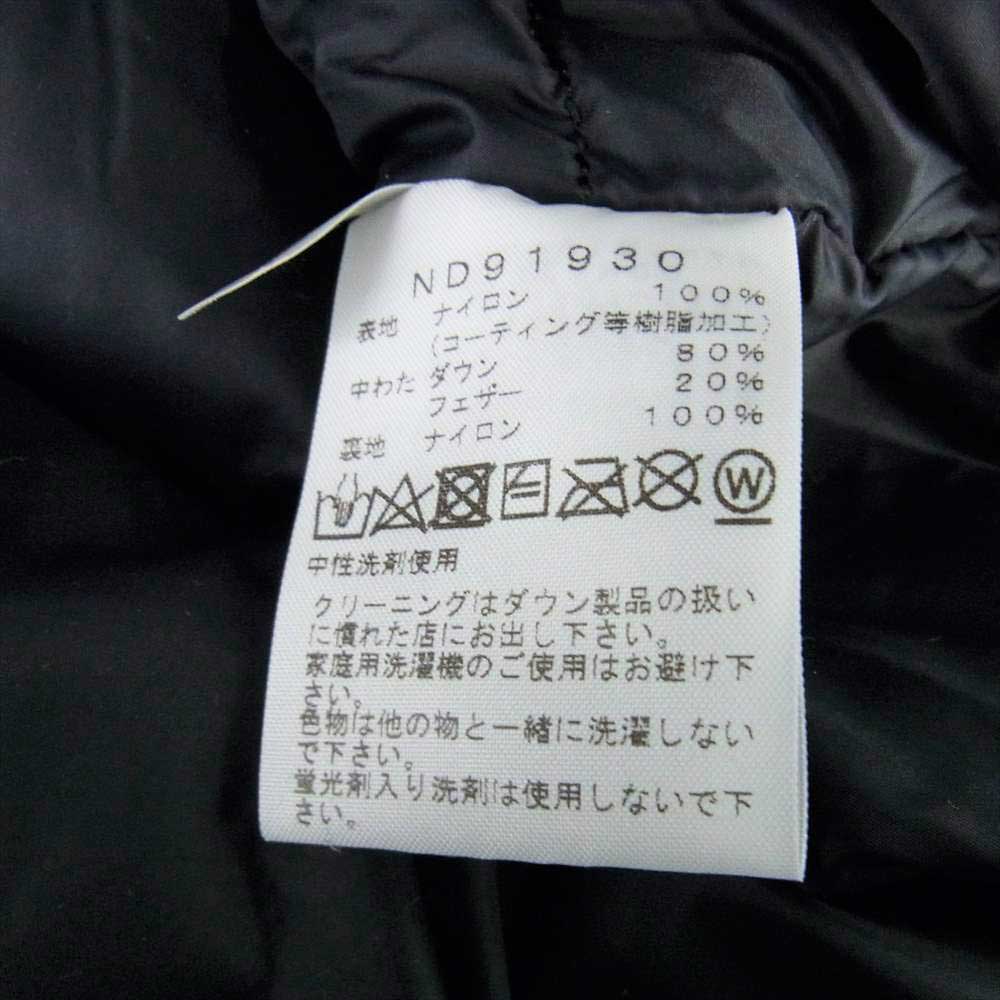 ND91930
表地 ナイロン 100%
(コーティング等樹脂加工)
中わた ダウン 80%
フェザー 20%
裏地 ナイロン 100%
W
中性洗剤使用
クリーニングはダウン製品の扱い
に慣れた店にお出し下さい。
家庭用洗濯機のご使用はお避け下
さい。
色物は他の物と一緒に洗濯しない
で下さい。
蛍光剤入り洗剤は使用しないで下
さい。